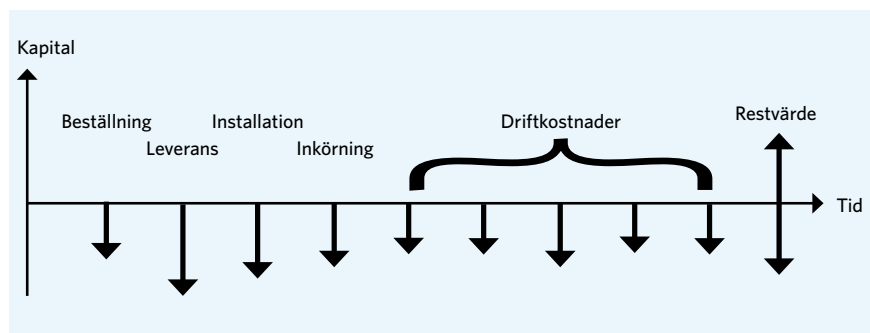 Kapital
Beställning
Installation
Driftkostnader
Restvärde
Leverans
Inkörning
Tid